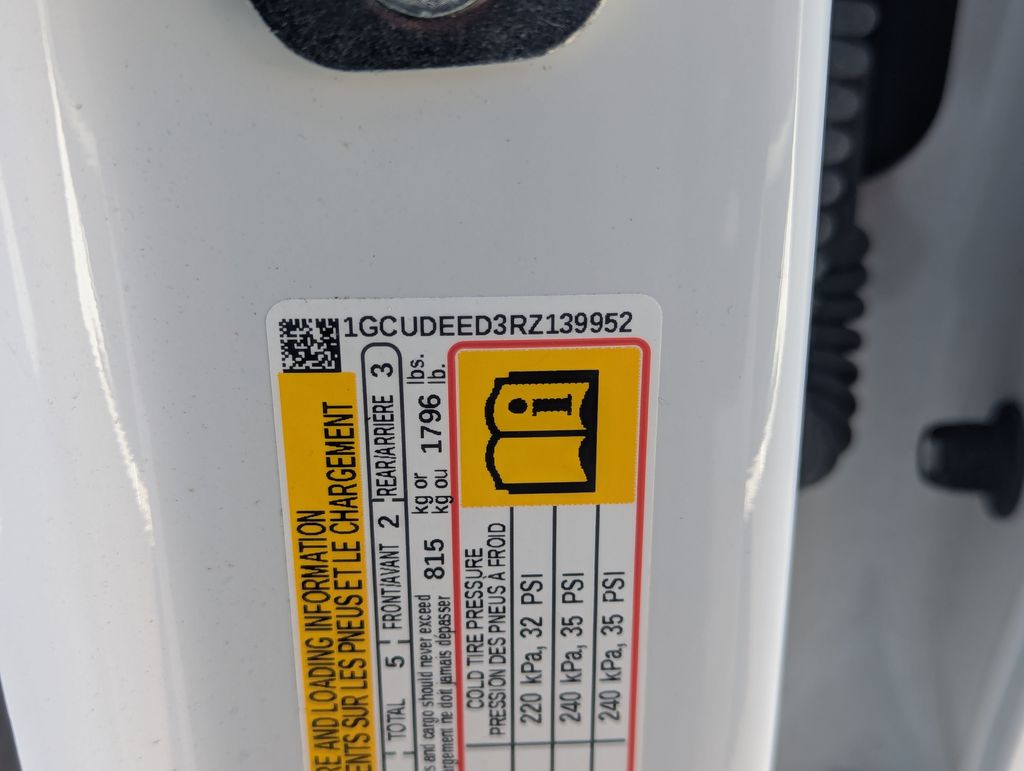 1GCUDEED3RZ139952
RE AND LOADING INFORMATION
ENTS SUR LES PNEUS ET LE CHARGEMENT
TOTAL 5 FRONT/AVANT 2 REAR/ARRIÈRE 3
s and cargo should never exceed 815 kg or 1796 lbs.
rgement ne doit jamais dépasser kg ou lb.
COLD TIRE PRESSURE
PRESSION DES PNEUS À FROID
220 kPa, 32 PSI
240 kPa, 35 PSI
240 kPa, 35 PSI